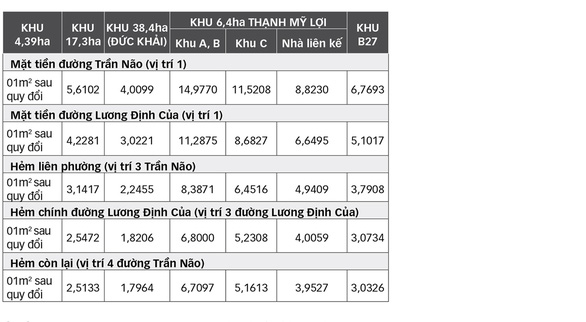 KHU 4,39ha KHU 17,3ha KHU 38,4ha (ĐỨC KHẢI) KHU 6,4ha THẠNH MỸ LỢI KHU B27
Khu A, B Khu C Nhà liên kế
Mặt tiền đường Trần Não (vị trí 1)
01m² sau quy đổi 5,6102 4,0099 14,9770 11,5208 8,8230 6,7693
Mặt tiền đường Lương Định Của (vị trí 1)
01m² sau quy đổi 4,2281 3,0221 11,2875 8,6827 6,6495 5,1017
Hẻm liên phường (vị trí 3 Trần Não)
01m² sau quy đổi 3,1417 2,2455 8,3871 6,4516 4,9409 3,7908
Hẻm chính đường Lương Định Của (vị trí 3 đường Lương Định Của)
01m² sau quy đổi 2,5472 1,8206 6,8000 5,2308 4,0059 3,0734
Hẻm còn lại (vị trí 4 đường Trần Não)
01m² sau quy đổi 2,5133 1,7964 6,7097 5,1613 3,9527 3,0326